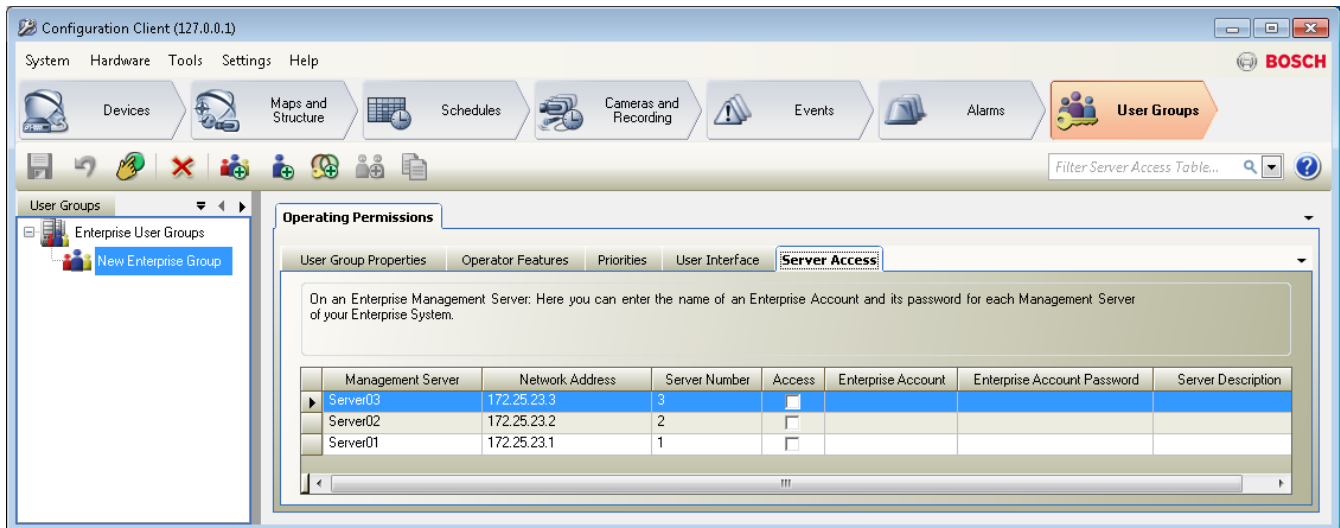 Configuration Client (127.0.0.1)
System Hardware Tools Settings Help
BOSCH
Devices
Maps and
Structure
Schedules
Cameras and
Recording
Events
Alarms
User Groups
Filter Server Access Table...
User Groups
Enterprise User Groups
New Enterprise Group
Operating Permissions
User Group Properties Operator Features Priorities User Interface Server Access
On an Enterprise Management Server: Here you can enter the name of an Enterprise Account and its password for each Management Server
of your Enterprise System.
Management Server Network Address Server Number Access Enterprise Account Enterprise Account Password Server Description
Server03 172.25.23.3 3
Server02 172.25.23.2 2
Server01 172.25.23.1 1